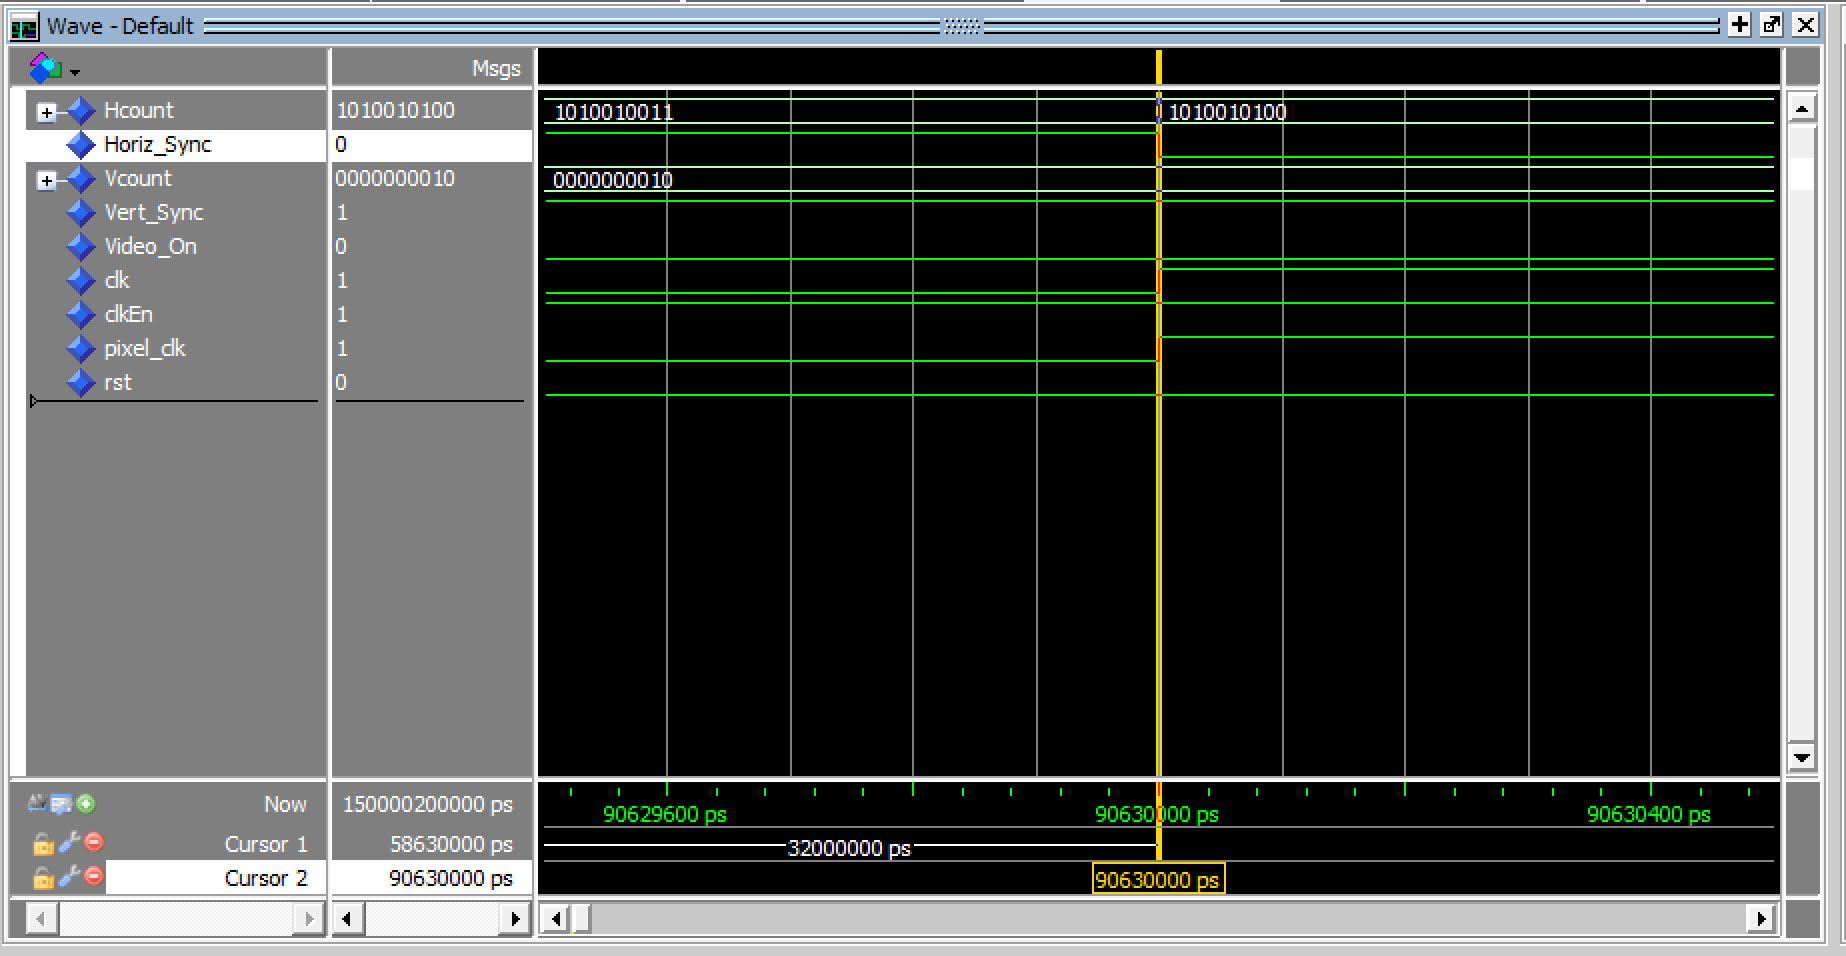 Wave - Default
Msgs
Hcount 1010010100 1010010011 1010010100
Horiz_Sync 0
Vcount 0000000010 0000000010
Vert_Sync 1
Video_On 0
clk 1
clkEn 1
pixel_clk 1
rst 0
Now 150000200000 ps 90629600 ps 90630000 ps 90630400 ps
Cursor 1 58630000 ps 32000000 ps
Cursor 2 90630000 ps 90630000 ps